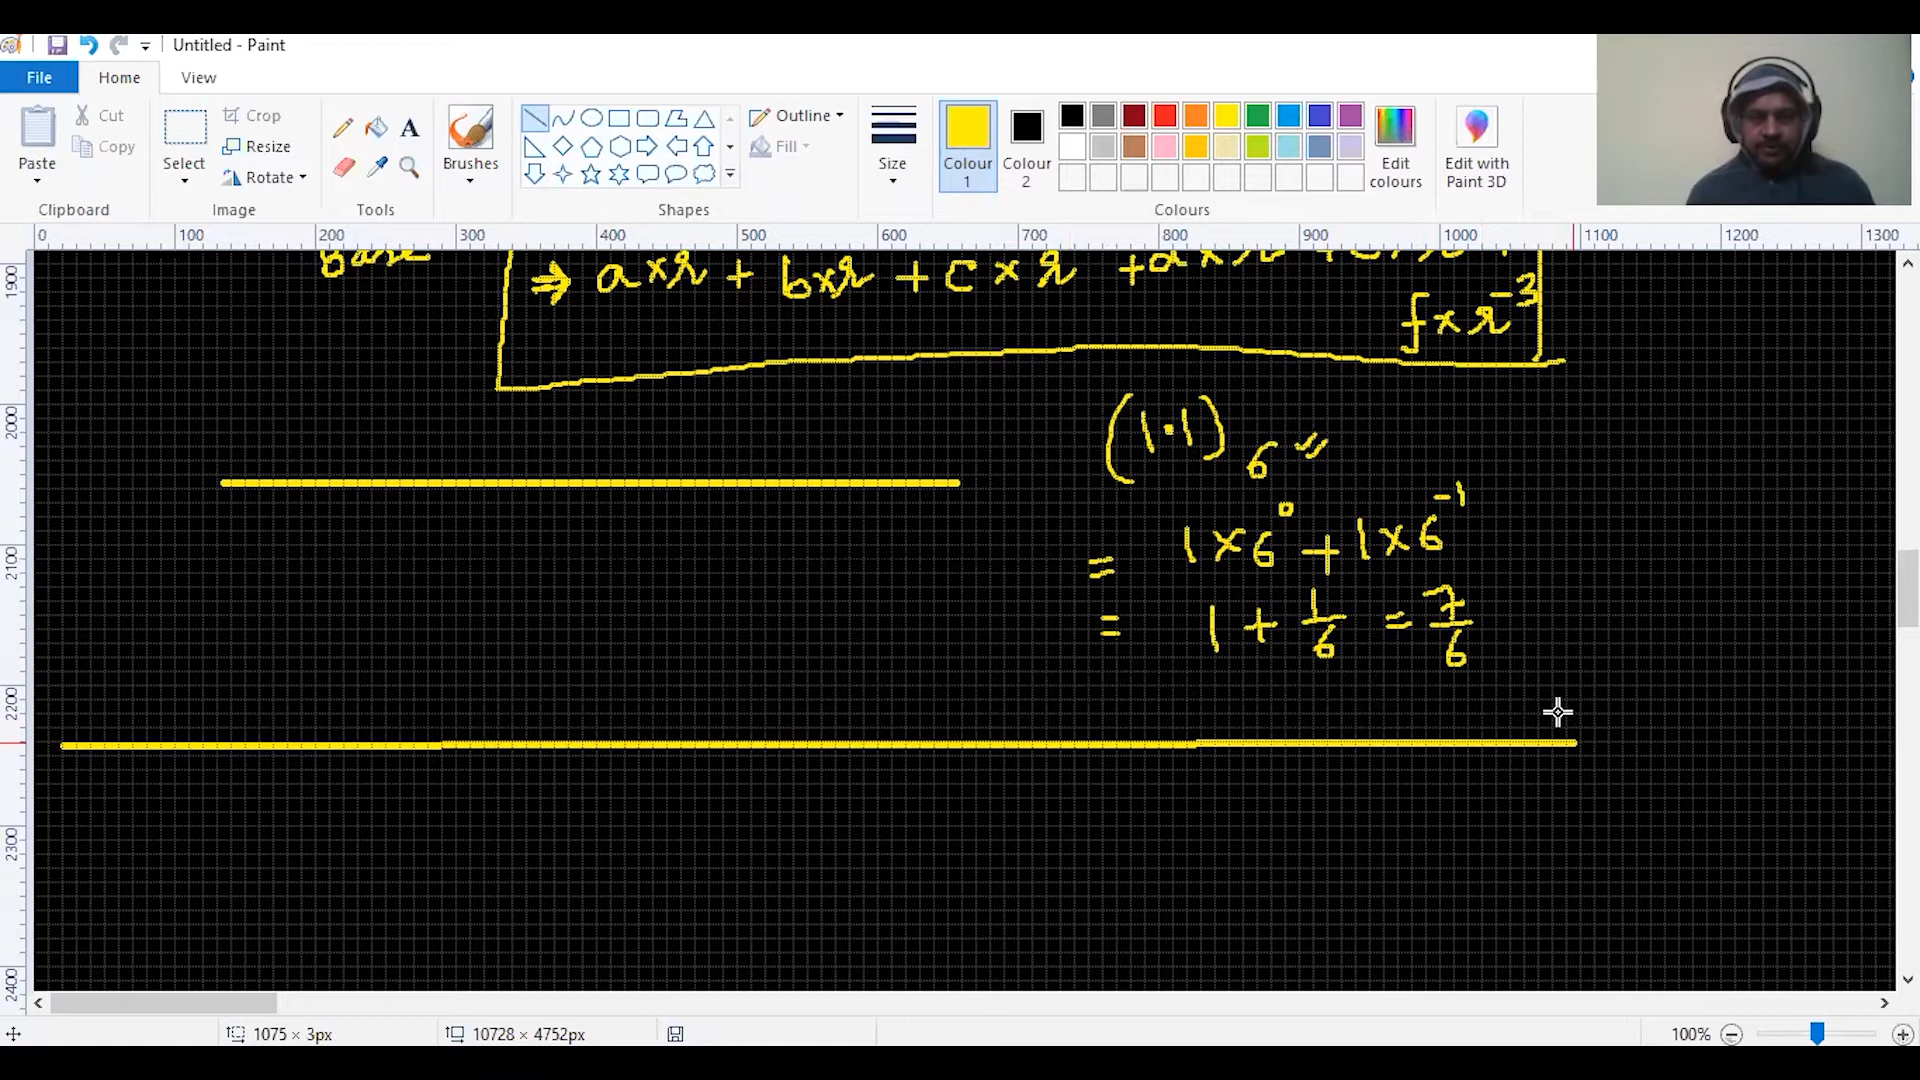 Untitled - Paint
File Home View
Paste Cut Copy Clipboard
Select Crop Resize Rotate Image
Tools
Brushes
Outline Fill Shapes
Size
Colour 1 Colour 2 Edit colours Colours
Edit with Paint 3D
0 100 200 300 400 500 600 700 800 900 1000 1100 1200 1300
1900
2000
2100
2200
2300
2400
base
⇒ a×r + b×r + c×r
f×r⁻³
(1.1)₆
= 1×6⁰ + 1×6⁻¹
= 1 + 1/6 = 7/6
1075 × 3px 10728 × 4752px 100%